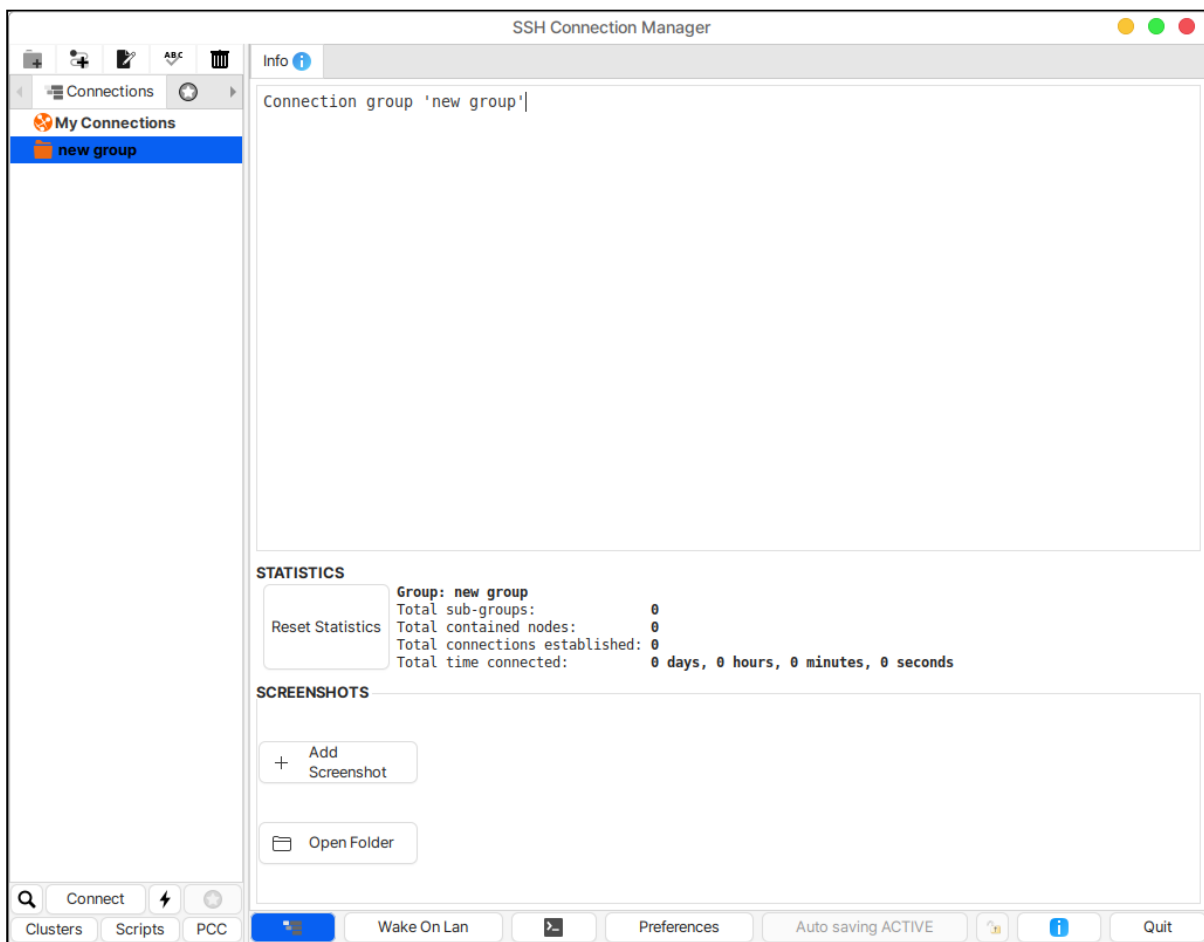 SSH Connection Manager
ABC
Info
Connections
My Connections
new group
Connection group 'new group'
STATISTICS
Reset Statistics
Group: new group
Total sub-groups: 0
Total contained nodes: 0
Total connections established: 0
Total time connected: 0 days, 0 hours, 0 minutes, 0 seconds
SCREENSHOTS
Add
Screenshot
Open Folder
Connect
Clusters Scripts PCC
Wake On Lan Preferences Auto saving ACTIVE Quit